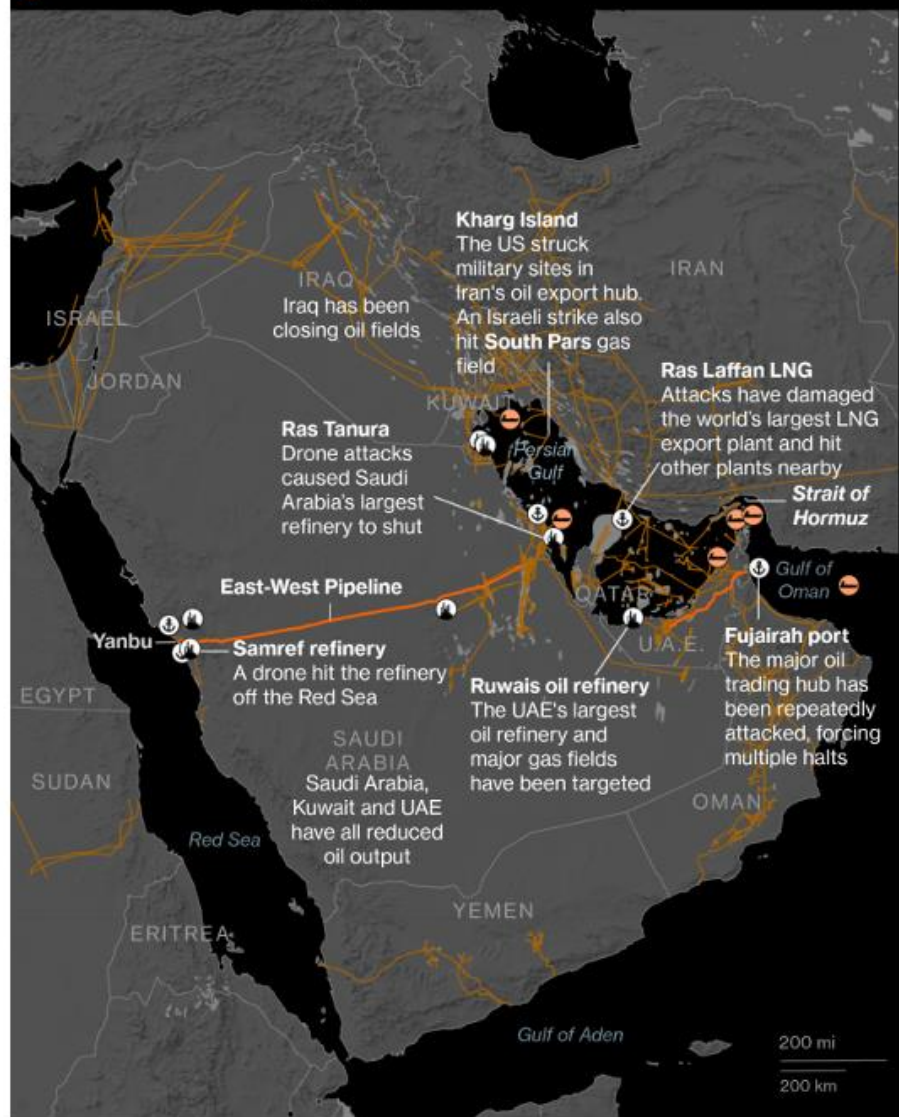 Kharg Island
The US struck
military sites in
Iran's oil export hub.
An Israeli strike also
hit South Pars gas
field
IRAN
IRAQ
Iraq has been
closing oil fields
ISRAEL
JORDAN
KUWAIT
Ras Laffan LNG
Attacks have damaged
the world's largest LNG
export plant and hit
other plants nearby
Ras Tanura
Drone attacks
caused Saudi
Arabia's largest
refinery to shut
Persian
Gulf
Strait of
Hormuz
East-West Pipeline
QATAR
Gulf of
Oman
Yanbu
Samref refinery
A drone hit the refinery
off the Red Sea
U.A.E.
Fujairah port
The major oil
trading hub has
been repeatedly
attacked, forcing
multiple halts
EGYPT
Ruwais oil refinery
The UAE's largest
oil refinery and
major gas fields
have been targeted
SAUDI
ARABIA
Saudi Arabia,
Kuwait and UAE
have all reduced
oil output
SUDAN
OMAN
Red Sea
YEMEN
ERITREA
Gulf of Aden
200 mi
200 km